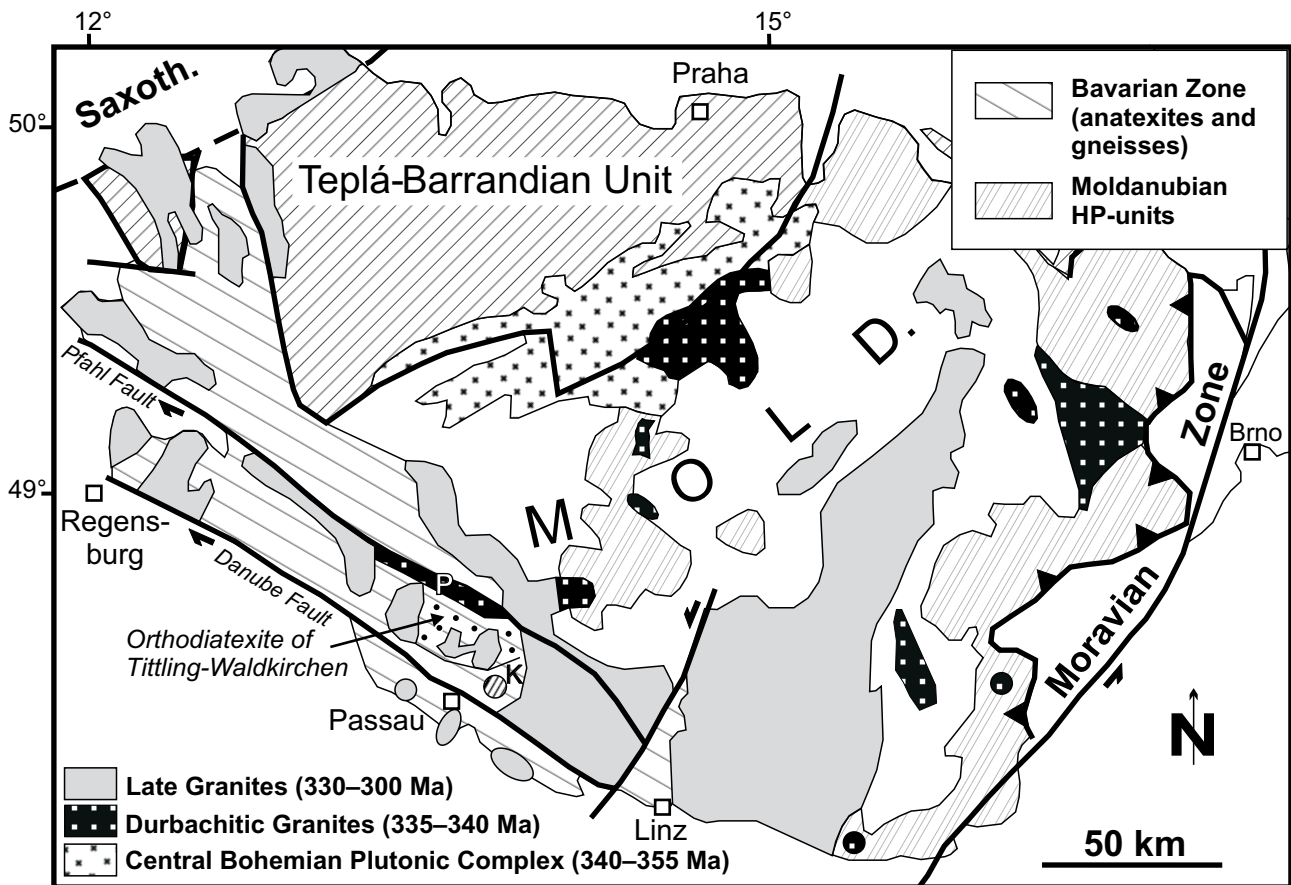 12°
15°
Saxoth.
Praha
50°
Teplá-Barrandian Unit
Bavarian Zone
(anatexites and
gneisses)
Moldanubian
HP-units
M O L D.
Pfahl Fault
49°
Regens-
burg
Danube Fault
P
Orthodiatexite of
Tittling-Waldkirchen
K
Passau
Linz
Brno
Moravian Zone
N
Late Granites (330–300 Ma)
Durbachitic Granites (335–340 Ma)
Central Bohemian Plutonic Complex (340–355 Ma)
50 km